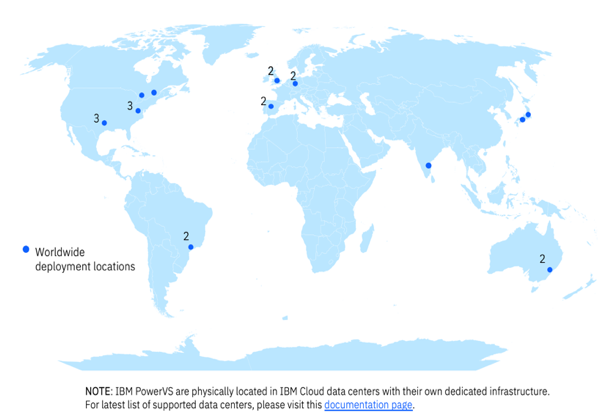 2
2
3
3
2
2
2
Worldwide
deployment locations
2
NOTE: IBM PowerVS are physically located in IBM Cloud data centers with their own dedicated infrastructure.
For latest list of supported data centers, please visit this documentation page.